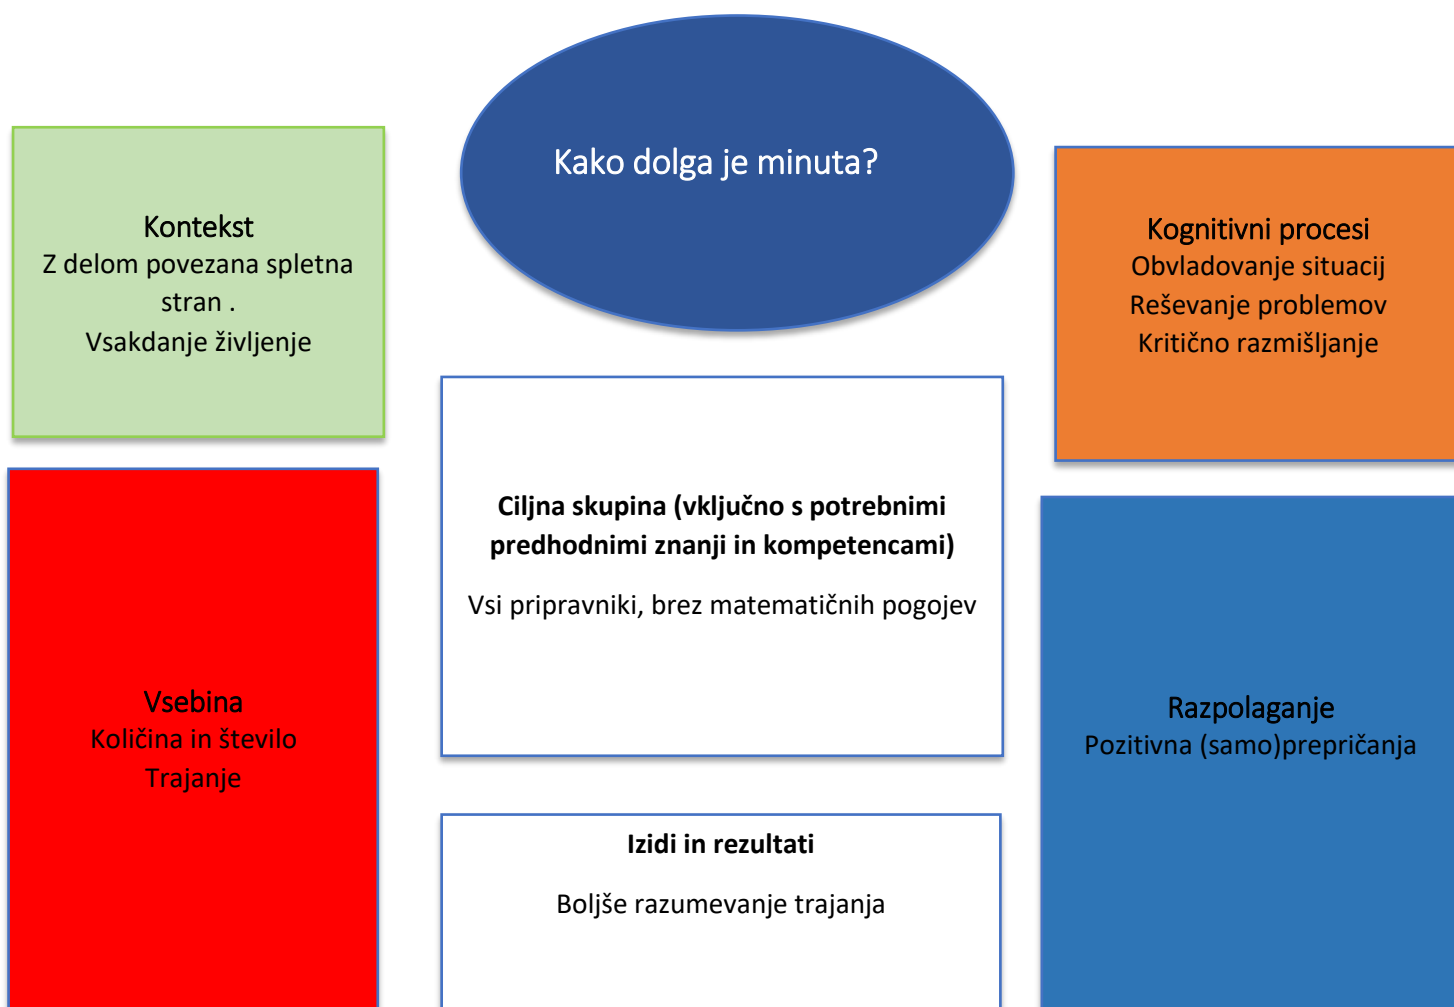 Kako dolga je minuta?
Kontekst
Z delom povezana spletna
stran .
Vsakdanje življenje
Kognitivni procesi
Obvladovanje situacij
Reševanje problemov
Kritično razmišljanje
Ciljna skupina (vključno s potrebnimi
predhodnimi znanji in kompetencami)
Vsi pripravniki, brez matematičnih pogojev
Vsebina
Količina in število
Trajanje
Razpolaganje
Pozitivna (samo)prepričanja
Izidi in rezultati
Boljše razumevanje trajanja